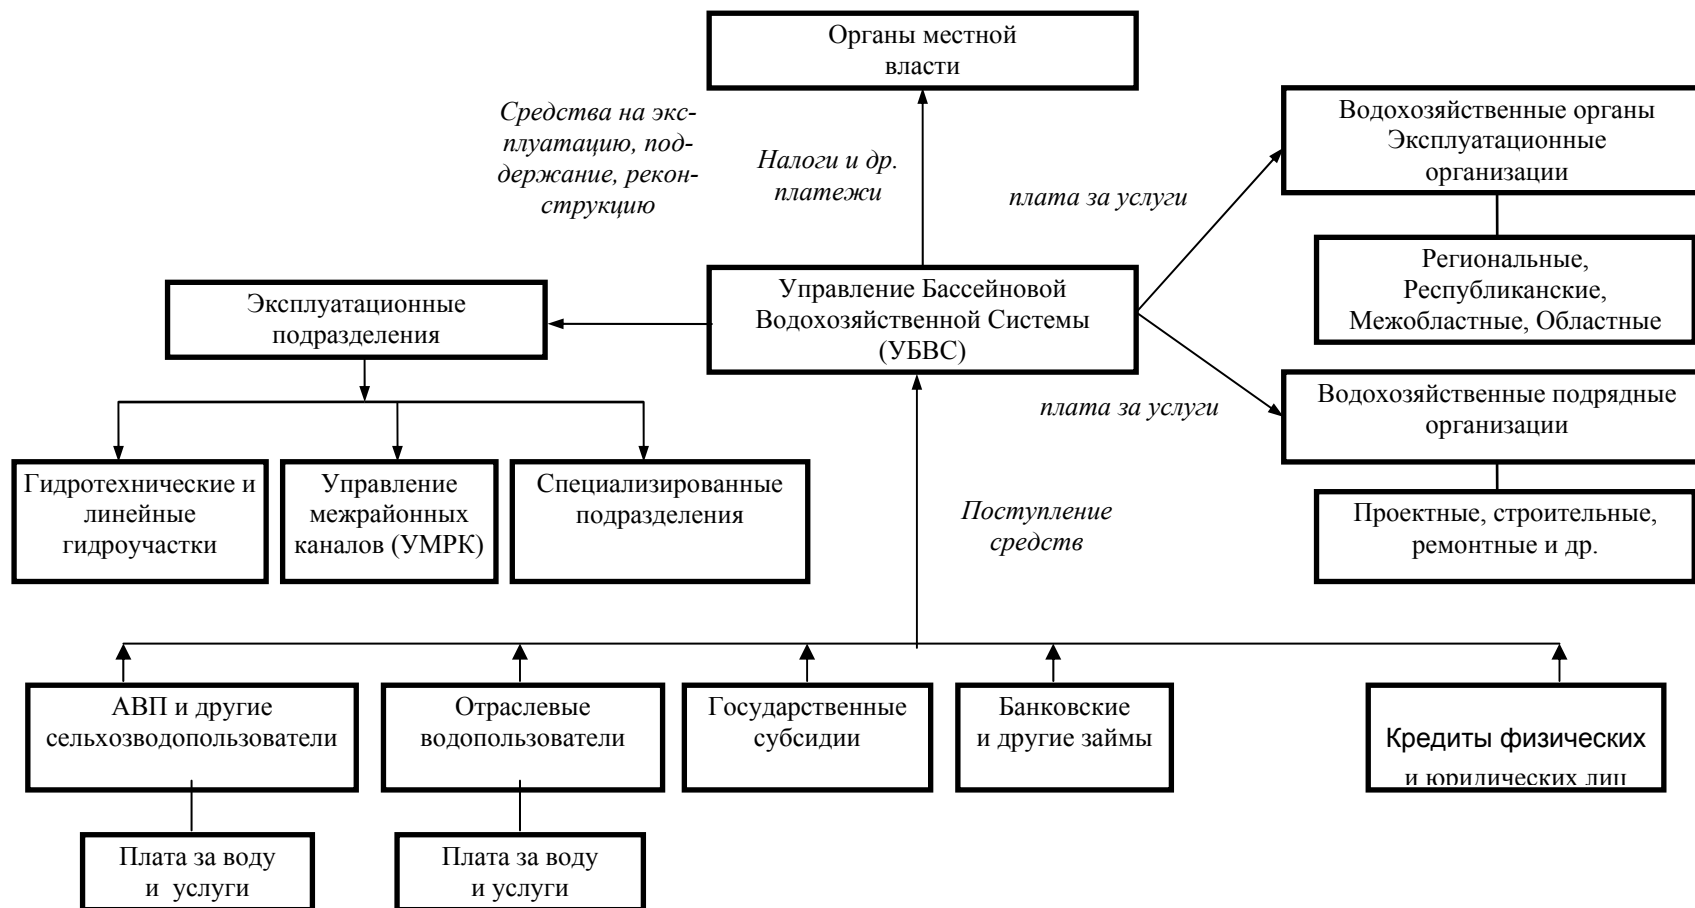 Органы местной
власти
Средства на экс-
плуатацию, под-
держание, рекон-
струкцию
Налоги и др.
платежи
плата за услуги
Водохозяйственные органы
Эксплуатационные
организации
Региональные,
Республиканские,
Межобластные, Областные
Эксплуатационные
подразделения
Управление Бассейновой
Водохозяйственной Системы
(УБВС)
плата за услуги
Водохозяйственные подрядные
организации
Проектные, строительные,
ремонтные и др.
Гидротехнические и
линейные
гидроучастки
Управление
межрайонных
каналов (УМРК)
Специализированные
подразделения
Поступление
средств
АВП и другие
сельхозводопользователи
Отраслевые
водопользователи
Государственные
субсидии
Банковские
и другие займы
Кредиты физических
и юридических лиц
Плата за воду
и услуги
Плата за воду
и услуги